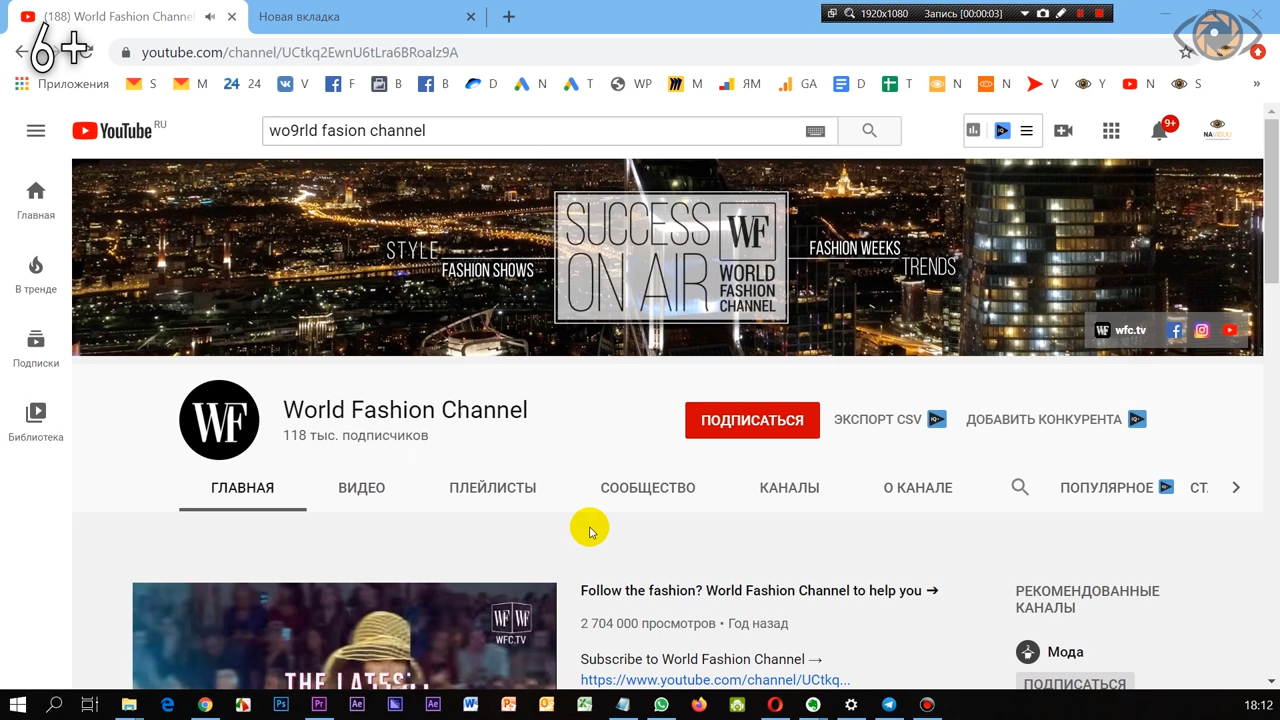 (188) World Fashion Channel
Новая вкладка
1920x1080
Запись [00:00:03]
6+
youtube.com/channel/UCtkq2EwnU6tLra6BRoalz9A
Приложения
S
M
24 24
V
F
B
B
D
N
T
WP
M
ЯМ
GA
D
T
N
N
V
Y
N
S
»
YouTube RU
wo9rld fasion channel
9+
STYLE
FASHION SHOWS
SUCCESS
ON AIR
WF
WORLD
FASHION
CHANNEL
FASHION WEEKS
TRENDS
WF wfc.tv
Главная
В тренде
Подписки
Библиотека
WF
World Fashion Channel
118 тыс. подписчиков
ПОДПИСАТЬСЯ
ЭКСПОРТ CSV
ДОБАВИТЬ КОНКУРЕНТА
ГЛАВНАЯ
ВИДЕО
ПЛЕЙЛИСТЫ
СООБЩЕСТВО
КАНАЛЫ
О КАНАЛЕ
ПОПУЛЯРНОЕ
СТ.
WFC.TV
THE LATEST
Follow the fashion? World Fashion Channel to help you ➔
2 704 000 просмотров • Год назад
Subscribe to World Fashion Channel →
https://www.youtube.com/channel/UCtkq...
РЕКОМЕНДОВАННЫЕ
КАНАЛЫ
Мода
ПОДПИСАТЬСЯ
18:12